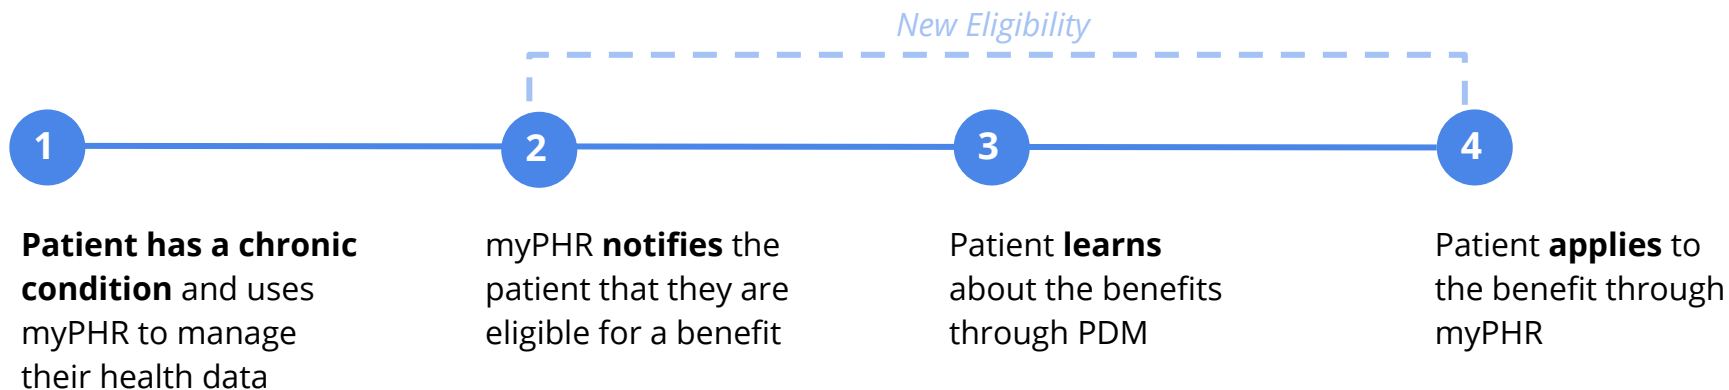 New Eligibility
1
2
3
4
Patient has a chronic
condition and uses
myPHR to manage
their health data
myPHR notifies the
patient that they are
eligible for a benefit
Patient learns
about the benefits
through PDM
Patient applies to
the benefit through
myPHR